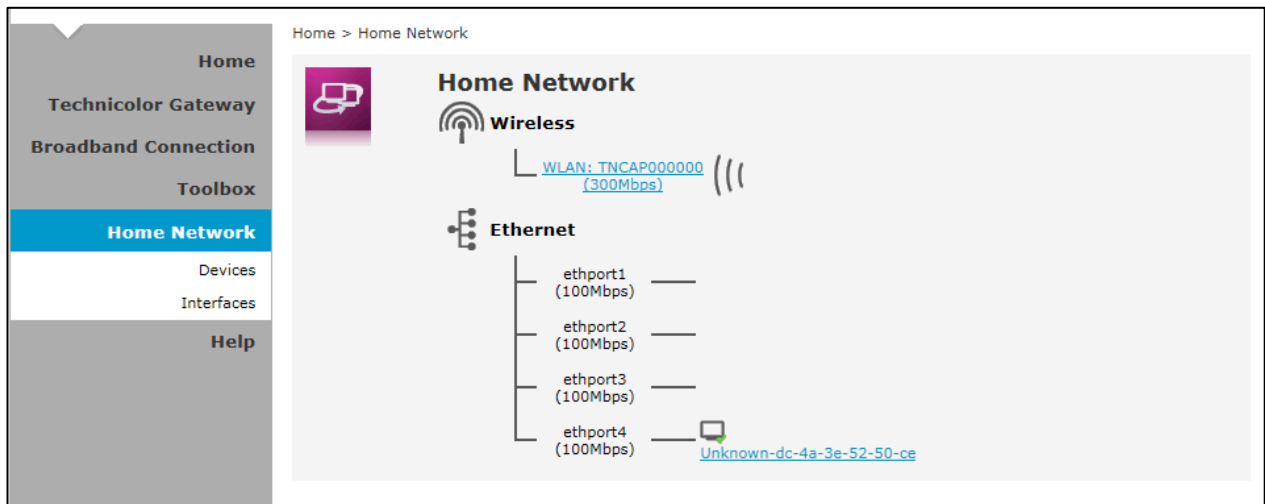 Home > Home Network
Home
Technicolor Gateway
Broadband Connection
Toolbox
Home Network
Devices
Interfaces
Help
Home Network
Wireless
WLAN: TNCAP000000
(300Mbps)
Ethernet
ethport1
(100Mbps)
ethport2
(100Mbps)
ethport3
(100Mbps)
ethport4
(100Mbps)
Unknown-dc-4a-3e-52-50-ce